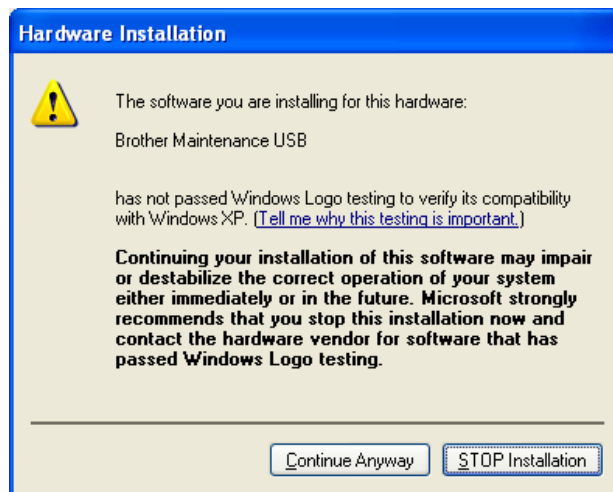 Hardware Installation
The software you are installing for this hardware:
Brother Maintenance USB
has not passed Windows Logo testing to verify its compatibility
with Windows XP. (Tell me why this testing is important.)
Continuing your installation of this software may impair
or destabilize the correct operation of your system
either immediately or in the future. Microsoft strongly
recommends that you stop this installation now and
contact the hardware vendor for software that has
passed Windows Logo testing.
Continue Anyway
STOP Installation